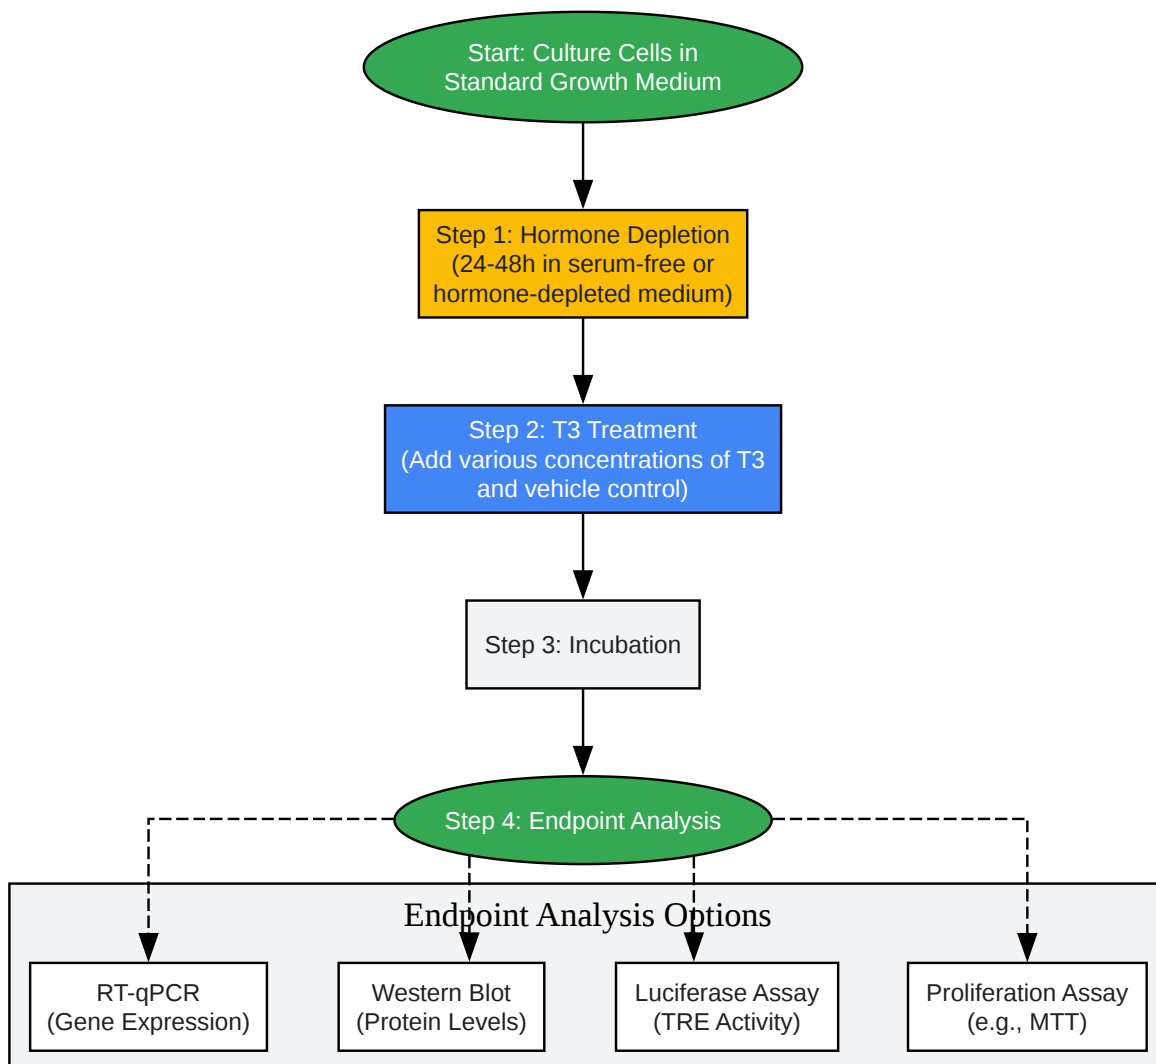 Start: Culture Cells in
Standard Growth Medium
Step 1: Hormone Depletion
(24-48h in serum-free or
hormone-depleted medium)
Step 2: T3 Treatment
(Add various concentrations of T3
and vehicle control)
Step 3: Incubation
Step 4: Endpoint Analysis
Endpoint Analysis Options
RT-qPCR
(Gene Expression)
Western Blot
(Protein Levels)
Luciferase Assay
(TRE Activity)
Proliferation Assay
(e.g., MTT)